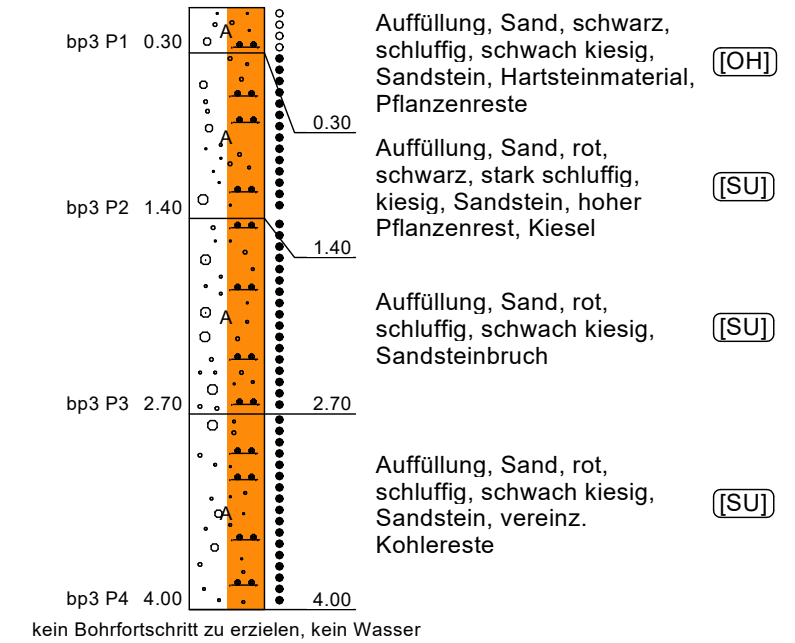 bp3 P1 0.30
A
Auffüllung, Sand, schwarz,
schluffig, schwach kiesig,
Sandstein, Hartsteinmaterial,
Pflanzenreste
[OH]
0.30
bp3 P2 1.40
A
Auffüllung, Sand, rot,
schwarz, stark schluffig,
kiesig, Sandstein, hoher
Pflanzenrest, Kiesel
[SU]
1.40
bp3 P3 2.70
A
Auffüllung, Sand, rot,
schluffig, schwach kiesig,
Sandsteinbruch
[SU]
2.70
bp3 P4 4.00
A
Auffüllung, Sand, rot,
schluffig, schwach kiesig,
Sandstein, vereinz.
Kohlereste
[SU]
4.00
kein Bohrfortschritt zu erzielen, kein Wasser